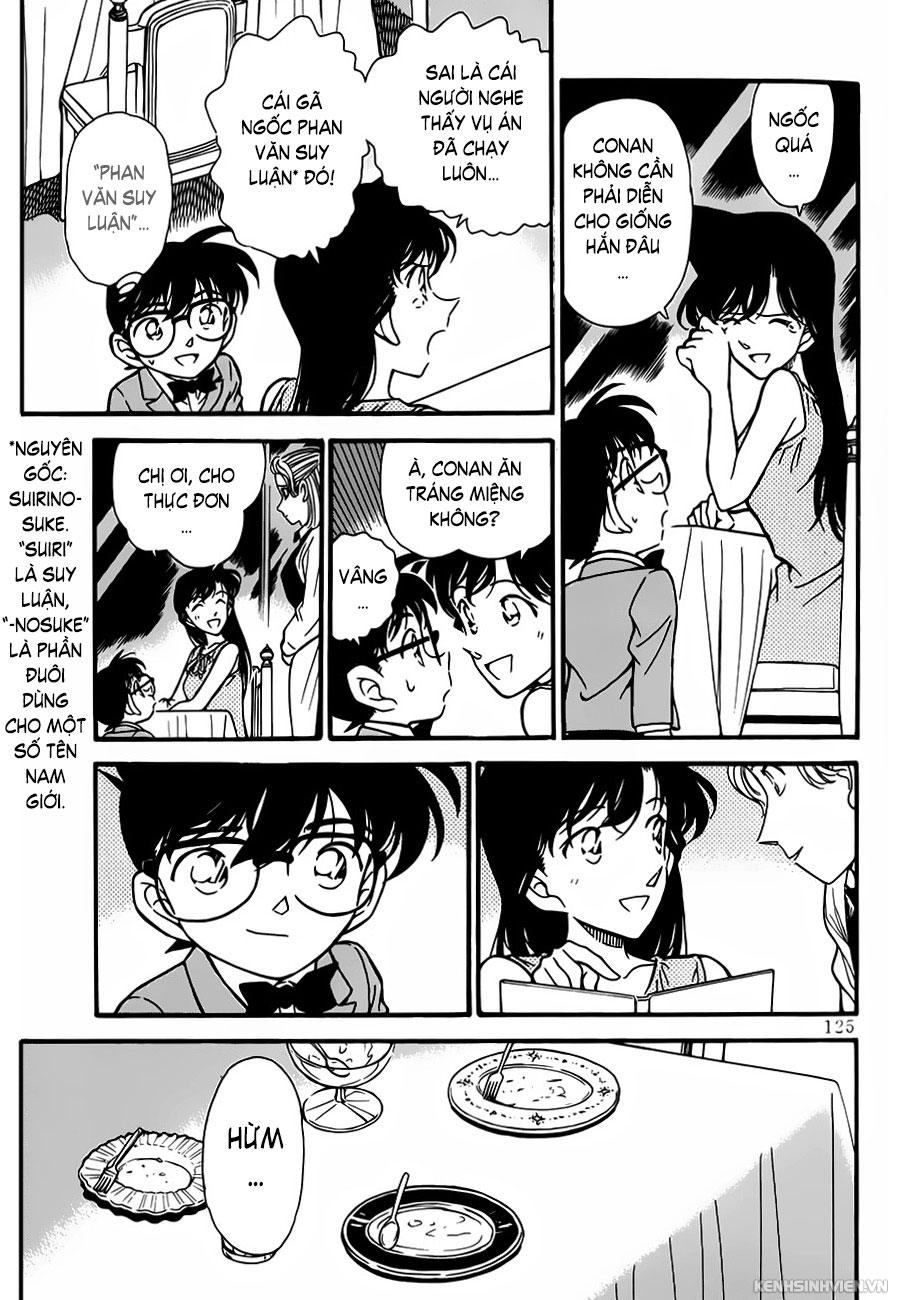 NGỐC
QUÁ
...
CONAN
KHÔNG CẦN
PHẢI DIỄN
CHO GIỐNG
HẮN ĐÂU
...
SAI LÀ CÁI
NGƯỜI NGHE
THẤY VỤ ÁN
ĐÃ CHẠY
LUÔN...
CÁI GÃ
NGỐC PHAN
VĂN SUY
LUẬN* ĐÓ!
"PHAN
VĂN SUY
LUẬN"...
À, CONAN ĂN
TRÁNG MIỆNG
KHÔNG?
VÂNG
...
CHỊ ƠI, CHO
THỰC ĐƠN
...
*NGUYÊN
GỐC:
SUIRINO-
SUKE.
"SUIRI"
LÀ SUY
LUẬN,
"-NOSUKE"
LÀ PHẦN
ĐUÔI
DÙNG
CHO MỘT
SỐ TÊN
NAM
GIỚI.
125
HỪM
...
KENHSINHVIEN.VN